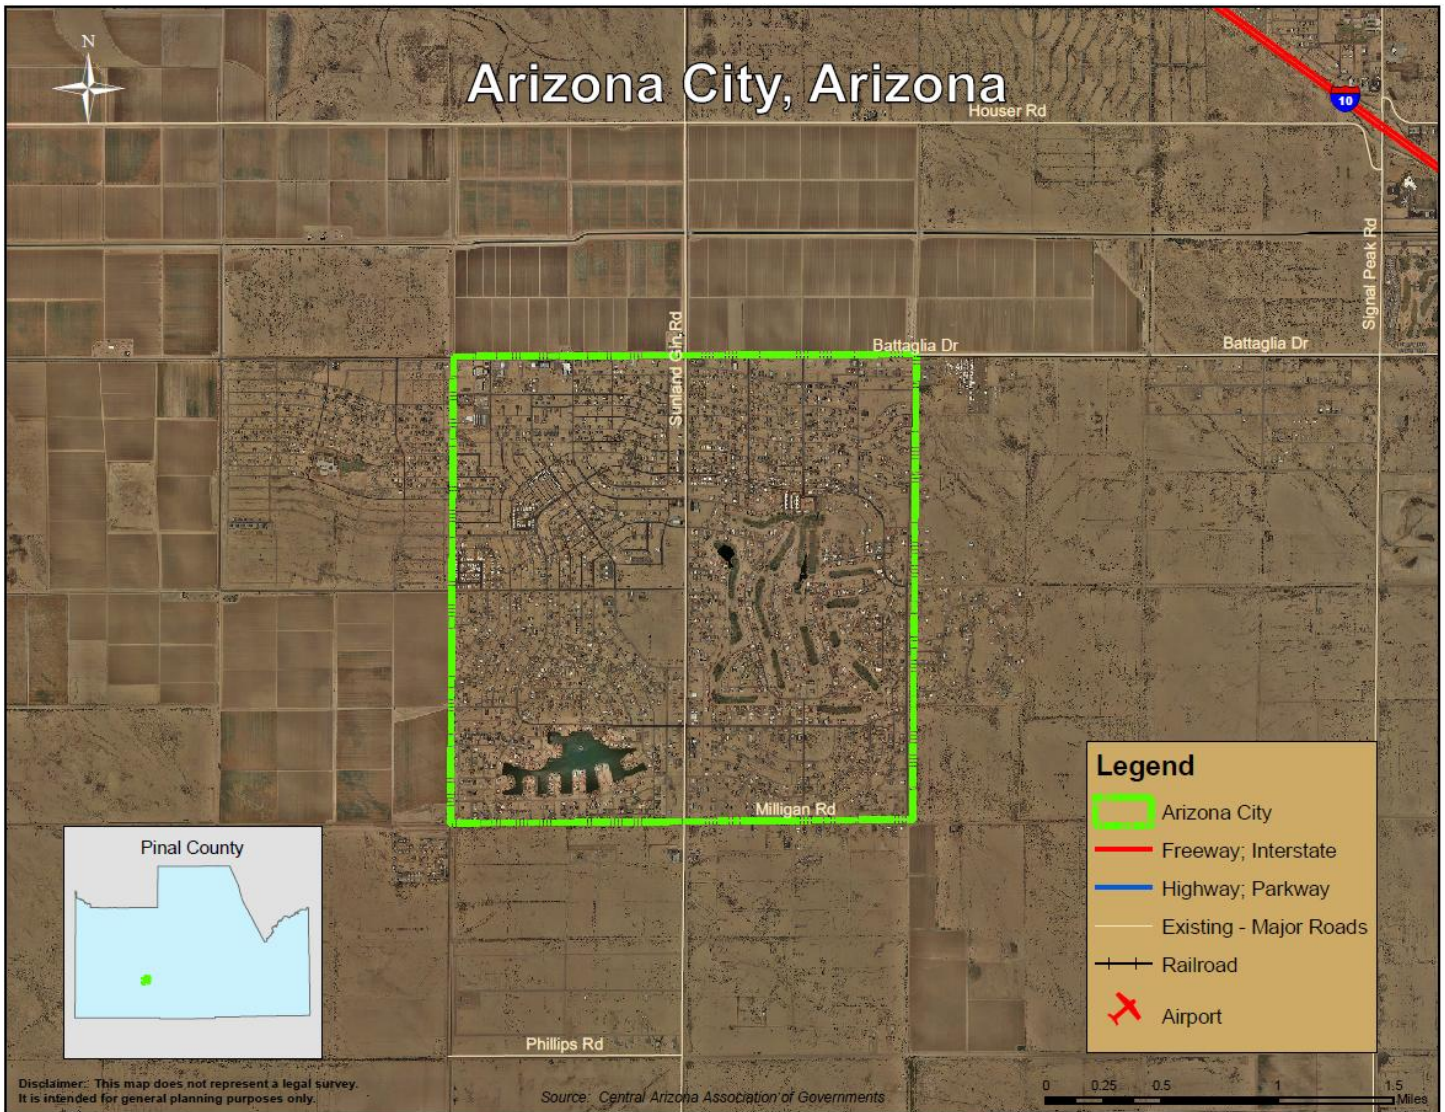 N
Arizona City, Arizona
Houser Rd
10
Signal Peak Rd
Sunland Gin Rd
Battaglia Dr
Battaglia Dr
Milligan Rd
Phillips Rd
Pinal County
Legend
Arizona City
Freeway; Interstate
Highway; Parkway
Existing - Major Roads
Railroad
Airport
Disclaimer: This map does not represent a legal survey.
It is intended for general planning purposes only.
Source: Central Arizona Association of Governments
0 0.25 0.5 1 1.5
Miles